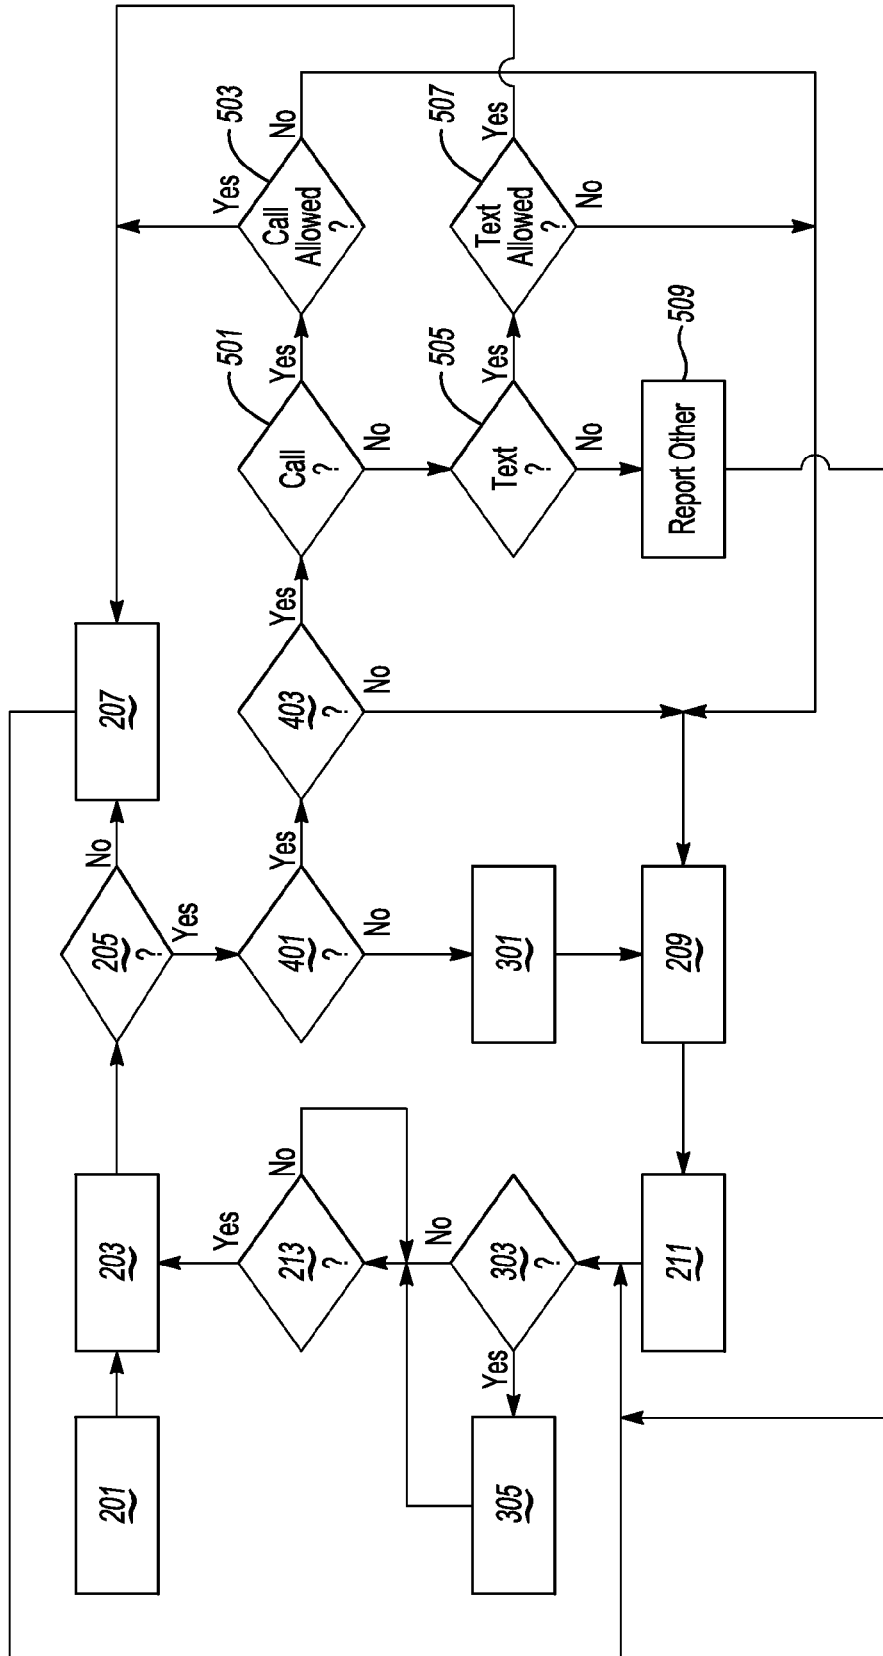 201
203
205
?
No
Yes
207
213
?
Yes
No
401
?
Yes
No
403
?
Yes
No
Call
?
501
Yes
No
Call
Allowed
?
503
Yes
No
305
303
?
Yes
No
301
Text
?
505
Yes
No
Text
Allowed
?
507
Yes
No
211
209
Report Other
509